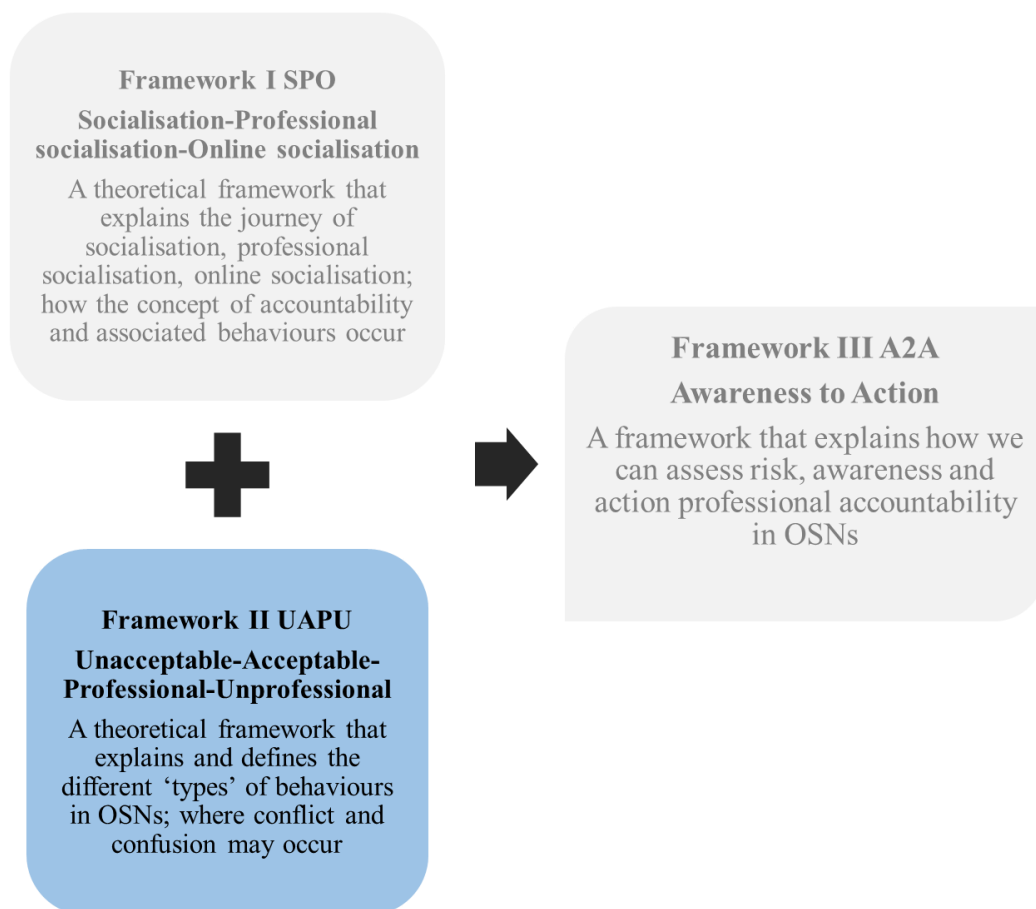 Framework I SPO
Socialisation-Professional
socialisation-Online socialisation
A theoretical framework that
explains the journey of
socialisation, professional
socialisation, online socialisation;
how the concept of accountability
and associated behaviours occur
Framework II UAPU
Unacceptable-Acceptable-
Professional-Unprofessional
A theoretical framework that
explains and defines the
different ‘types’ of behaviours
in OSNs; where conflict and
confusion may occur
Framework III A2A
Awareness to Action
A framework that explains how we
can assess risk, awareness and
action professional accountability
in OSNs